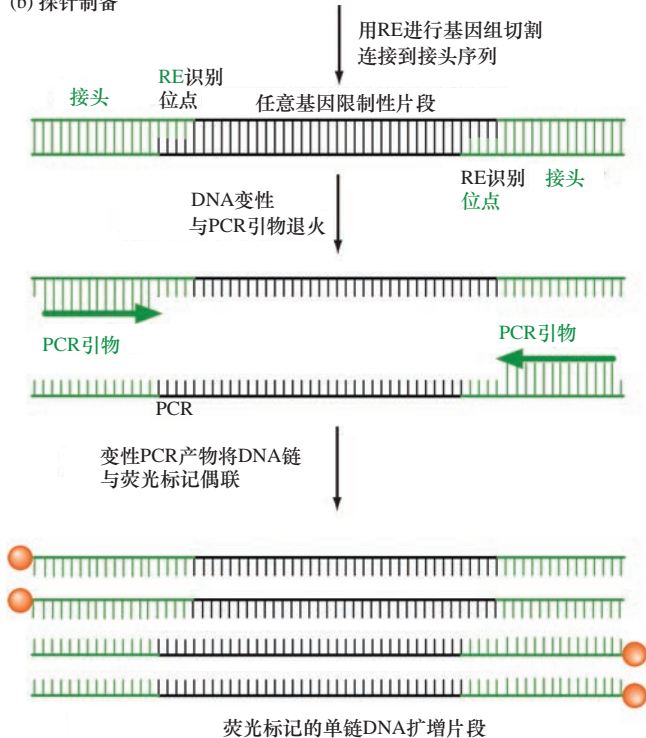 (b) 探针制备
用RE进行基因组切割
连接到接头序列
接头
RE识别
位点
任意基因限制性片段
RE识别
位点
接头
DNA变性
与PCR引物退火
PCR引物
PCR引物
PCR
变性PCR产物将DNA链
与荧光标记偶联
荧光标记的单链DNA扩增片段